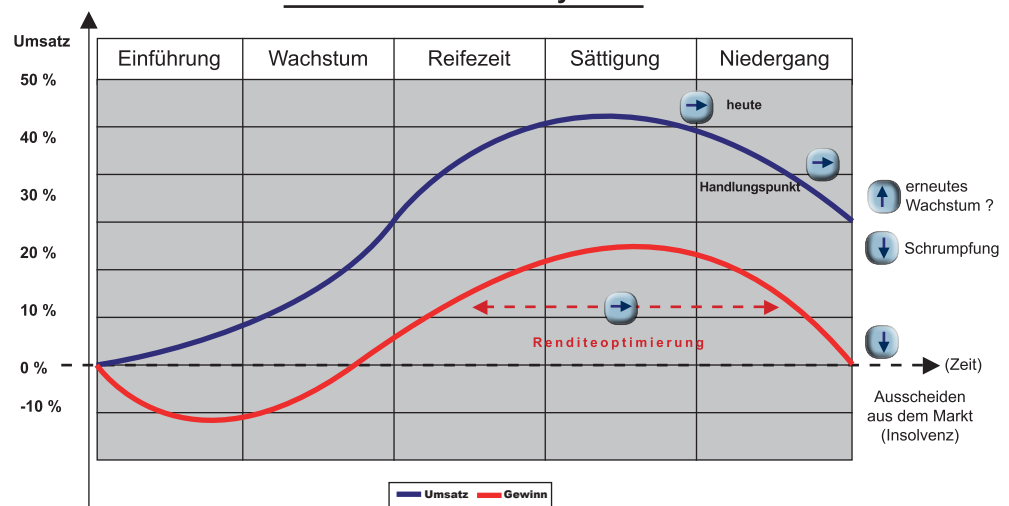 Umsatz
Einführung Wachstum Reifezeit Sättigung Niedergang
50 %
heute
40 %
Handlungspunkt
erneutes
Wachstum ?
30 %
Schrumpfung
20 %
10 %
Renditeoptimierung
0 %
(Zeit)
-10 %
Ausscheiden
aus dem Markt
(Insolvenz)
Umsatz Gewinn